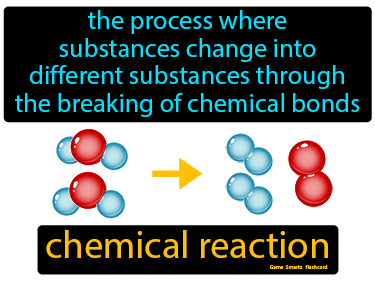 the process where
substances change into
different substances through
the breaking of chemical bonds
chemical reaction
Game Smartz flashcard